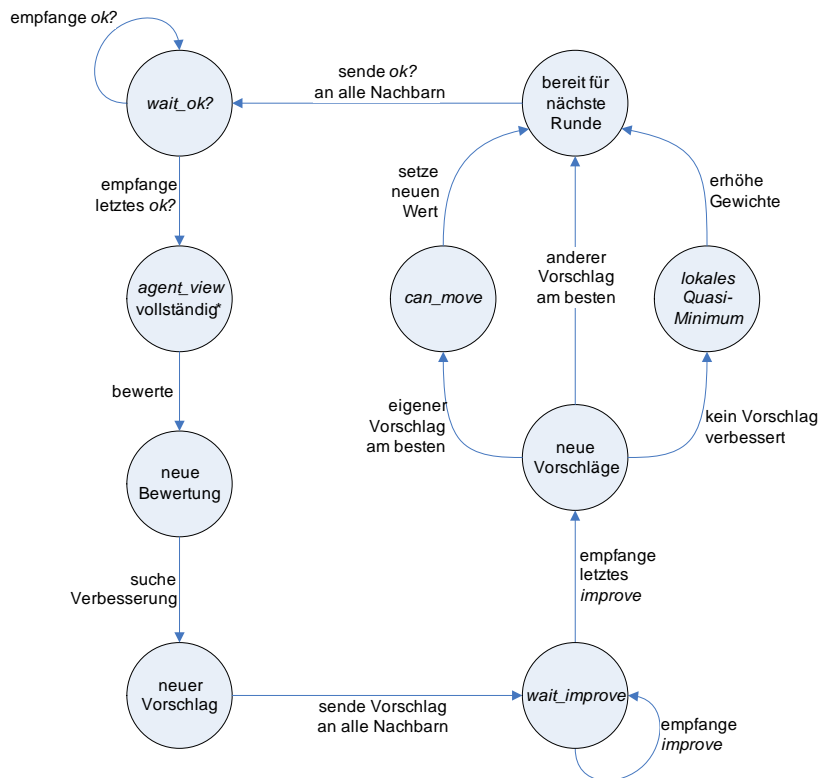 empfange ok?
wait_ok?
sende ok?
an alle Nachbarn
bereit für
nächste
Runde
empfange
letztes ok?
setze
neuen
Wert
erhöhe
Gewichte
agent_view
vollständig*
can_move
anderer
Vorschlag
am besten
lokales
Quasi-
Minimum
bewerte
eigener
Vorschlag
am besten
kein Vorschlag
verbessert
neue
Bewertung
neue
Vorschläge
suche
Verbesserung
empfange
letztes
improve
neuer
Vorschlag
sende Vorschlag
an alle Nachbarn
wait_improve
empfange
improve